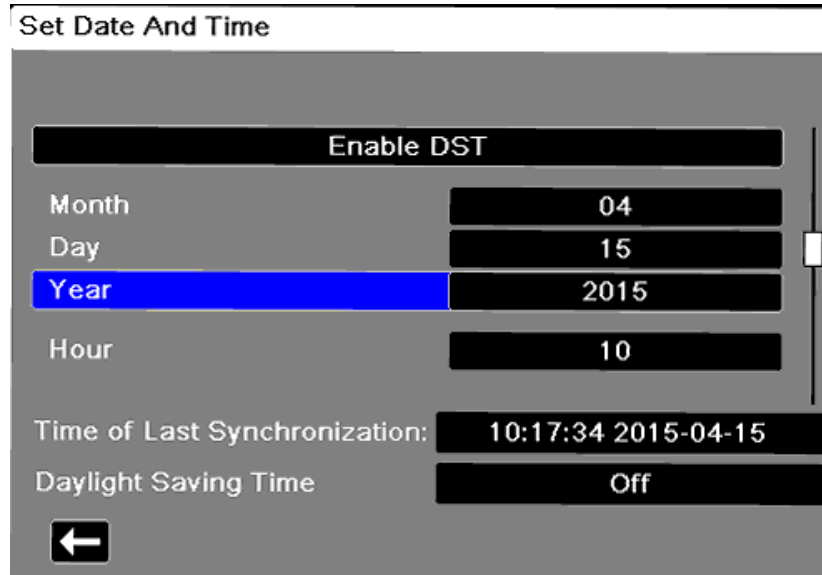 Set Date And Time
Enable DST
Month 04
Day 15
Year 2015
Hour 10
Time of Last Synchronization: 10:17:34 2015-04-15
Daylight Saving Time Off